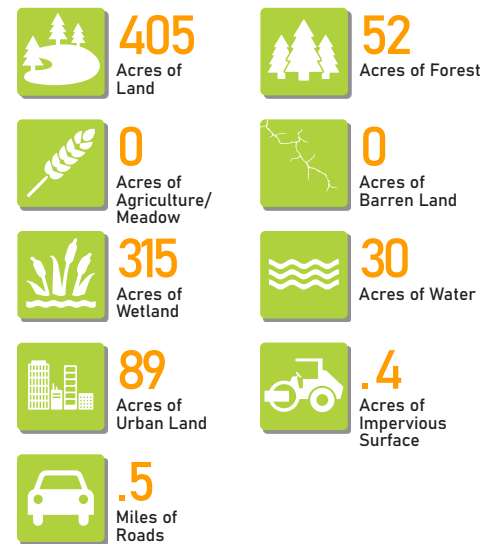 405
Acres of
Land
52
Acres of Forest
0
Acres of
Agriculture/
Meadow
0
Acres of
Barren Land
315
Acres of
Wetland
30
Acres of Water
89
Acres of
Urban Land
.4
Acres of
Impervious
Surface
.5
Miles of
Roads